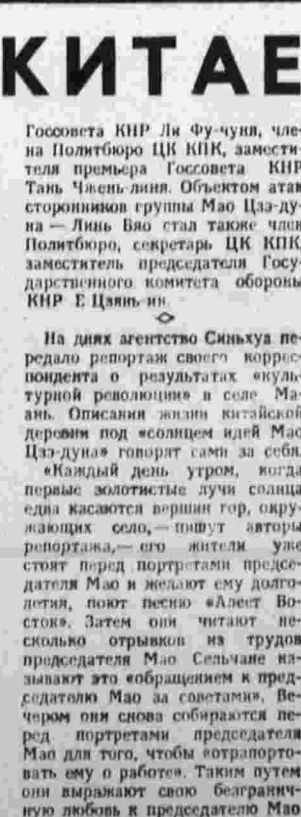 КИТАЕ
Госсовета КНР Ли Фу-чуня, чле-
на Политбюро ЦК КПК, замести-
теля премьера Госсовета КНР
Тань Чжень-линя. Объектом атак
сторонников группы Мао Цзэ-ду-
на — Линь Бяо стал также член
Политбюро, секретарь ЦК КПК,
заместитель председателя Госу-
дарственного комитета обороны
КНР Е Цзянь-ин.
На днях агентство Синьхуа пе-
редало репортаж своего коррес-
пондента о результатах «куль-
турной революции» в селе Ма-
ань. Описания жизни китайской
деревни под «солнцем идей Мао
Цзэ-дуна» говорят сами за себя.
«Каждый день утром, когда
первые золотистые лучи солнца
едва касаются вершин гор, окру-
жающих село,— пишут авторы
репортажа,— его жители уже
стоят перед портретами предсе-
дателя Мао и желают ему долго-
летия, поют песню «Алеет Во-
сток». Затем они читают не-
сколько отрывков из трудов
председателя Мао. Сельчане на-
зывают это «обращением к пред-
седателю Мао за советами». Ве-
чером они снова собираются пе-
ред портретами председателя
Мао для того, чтобы «отрапорто-
вать ему о работе». Таким путем
они выражают свою безгранич-
ную любовь к председателю Мао